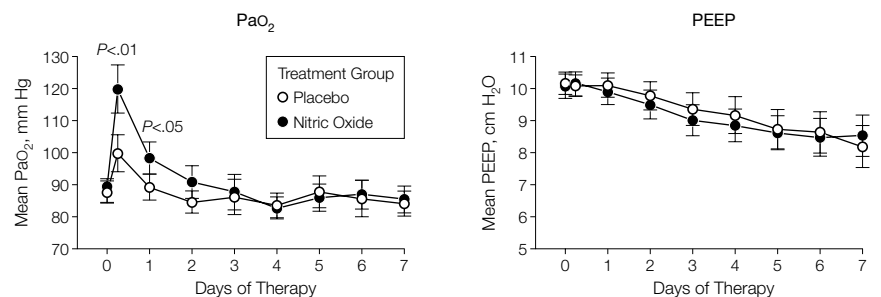 PaO2
130
120
110
100
90
80
70
Mean PaO2, mm Hg
P<.01
P<.05
Treatment Group
Placebo
Nitric Oxide
0 1 2 3 4 5 6 7
Days of Therapy
PEEP
11
10
9
8
7
6
5
Mean PEEP, cm H2O
0 1 2 3 4 5 6 7
Days of Therapy